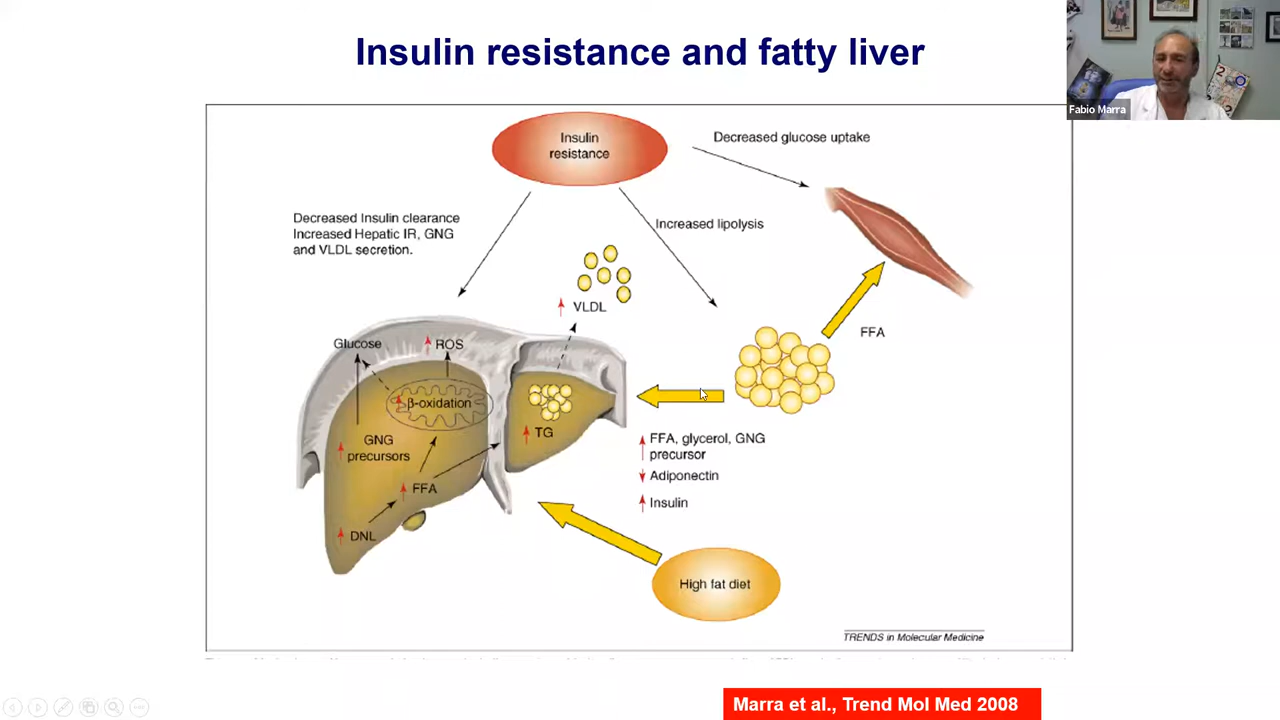 Insulin resistance and fatty liver
Fabio Marra
Insulin
resistance
Decreased glucose uptake
Decreased Insulin clearance
Increased Hepatic IR, GNG
and VLDL secretion.
Increased lipolysis
VLDL
FFA
Glucose
ROS
β-oxidation
TG
GNG
precursors
FFA
DNL
FFA, glycerol, GNG
precursor
Adiponectin
Insulin
High fat diet
TRENDS in Molecular Medicine
Marra et al., Trend Mol Med 2008